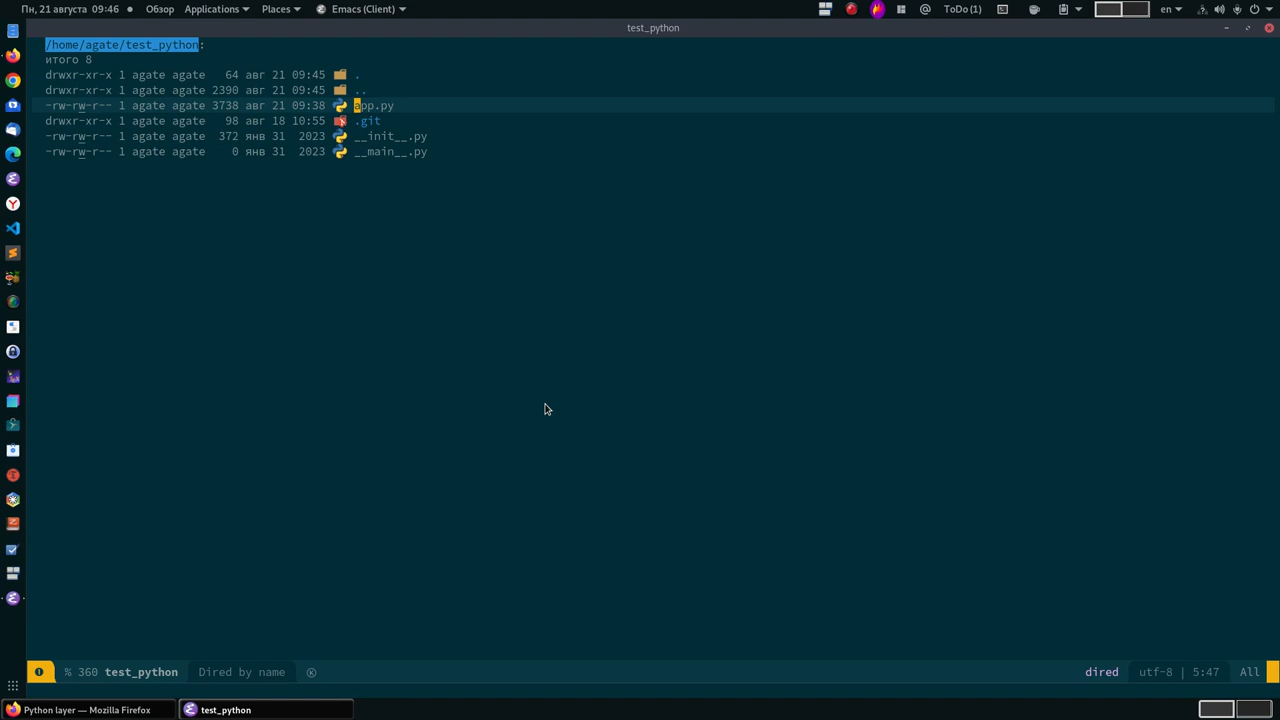 Пн, 21 августа 09:46 Обзор Applications Places Emacs (Client) ToDo (1) en
test_python
/home/agate/test_python:
итого 8
drwxr-xr-x 1 agate agate 64 авг 21 09:45 .
drwxr-xr-x 1 agate agate 2390 авг 21 09:45 ..
-rw-rw-r-- 1 agate agate 3738 авг 21 09:38 app.py
drwxr-xr-x 1 agate agate 98 авг 18 10:55 .git
-rw-rw-r-- 1 agate agate 372 янв 31 2023 __init__.py
-rw-rw-r-- 1 agate agate 0 янв 31 2023 __main__.py
1 % 360 test_python Dired by name K dired utf-8 | 5:47 All
Python layer — Mozilla Firefox test_python